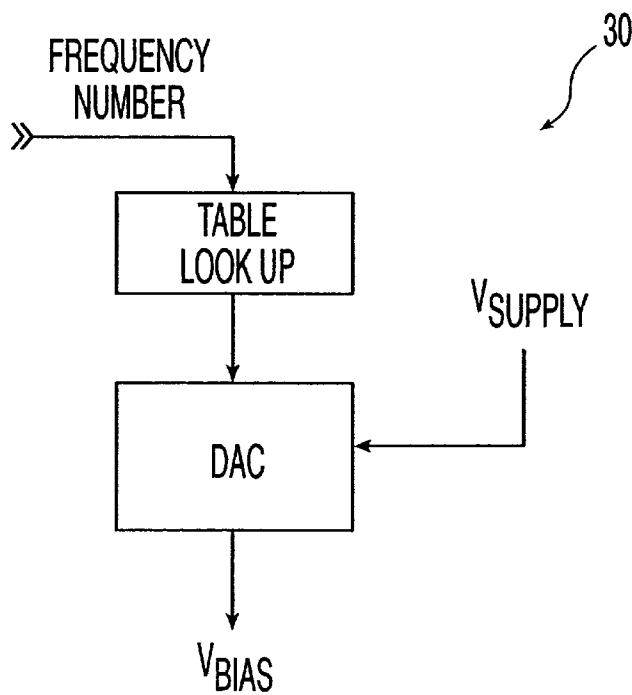 30
FREQUENCY
NUMBER
TABLE
LOOK UP
VSUPPLY
DAC
VBIAS